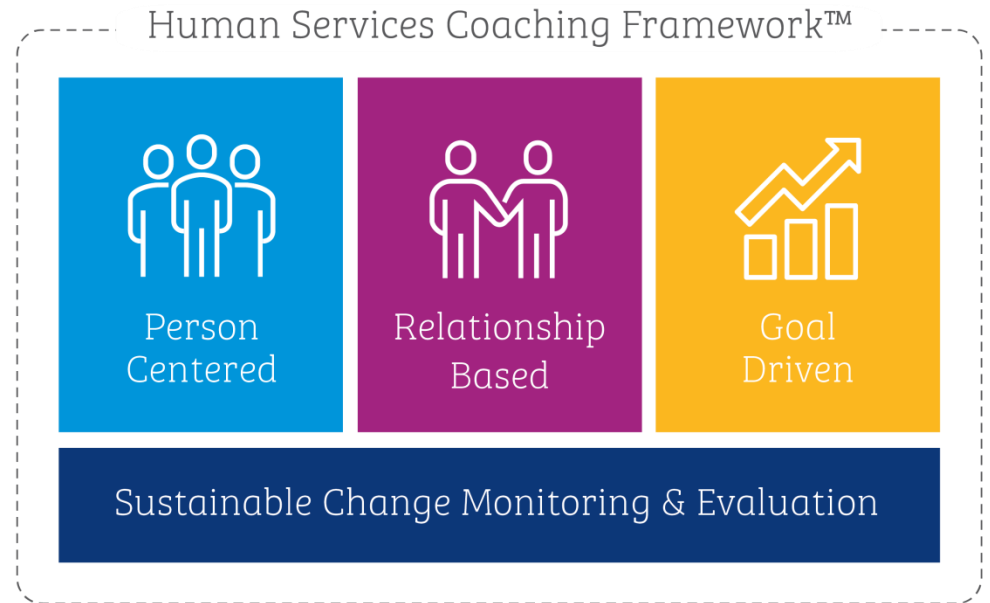 Human Services Coaching Framework™
Person
Centered
Relationship
Based
Goal
Driven
Sustainable Change Monitoring & Evaluation